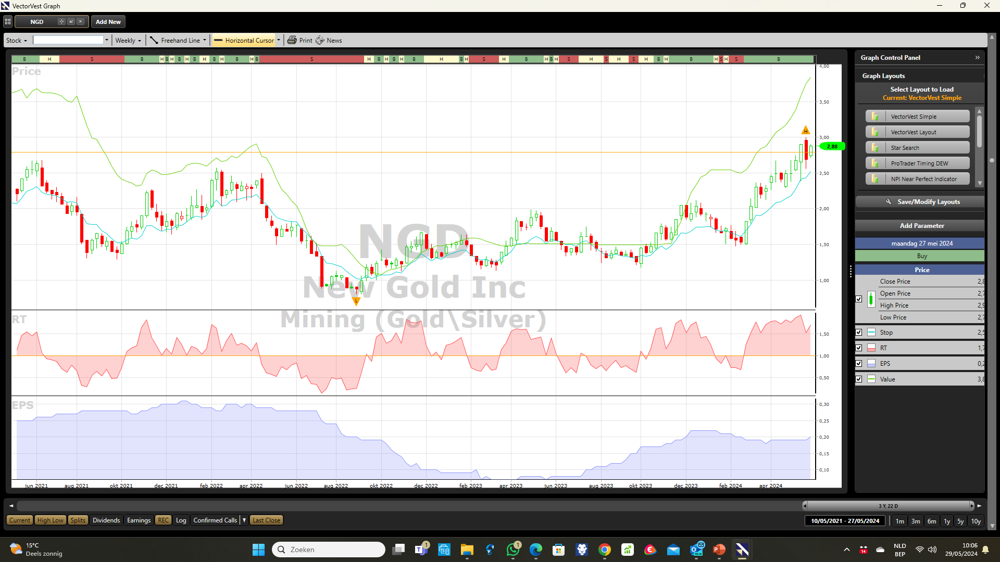 VectorVest Graph
NGD
Add New
Stock
Weekly
Freehand Line
Horizontal Cursor
Print
News
B H S B H B H B H B H B H B H B S H B H B H B H B H S H B H B H S H S H S H B H B H S H S B
Price
4,00
3,50
3,00
2,88
2,50
2,00
1,50
1,00
H
L
NGD
New Gold Inc
Mining (Gold\Silver)
RT
1,50
1,00
0,50
EPS
0,30
0,25
0,20
0,15
0,10
jun 2021 aug 2021 okt 2021 dec 2021 feb 2022 apr 2022 jun 2022 aug 2022 okt 2022 dec 2022 feb 2023 apr 2023 jun 2023 aug 2023 okt 2023 dec 2023 feb 2024 apr 2024
Graph Control Panel »
Graph Layouts
Select Layout to Load
Current: VectorVest Simple
VectorVest Simple
VectorVest Layout
Star Search
ProTrader Timing DEW
NPI Near Perfect Indicator
Save/Modify Layouts
Add Parameter
maandag 27 mei 2024
Buy
Price
Close Price 2,8
Open Price 2,7
High Price 2,9
Low Price 2,7
Stop 2,5
RT 1,7
EPS 0,2
Value 3,8
3 Y, 22 D
Current
High Low
Splits
Dividends
Earnings
REC
Log
Confirmed Calls
Last Close
10/05/2021 - 27/05/2024
1m 3m 6m 1y 5y 10y
15°C
Deels zonnig
Zoeken
1
1
NEW
14
NLD
BEP
10:06
29/05/2024